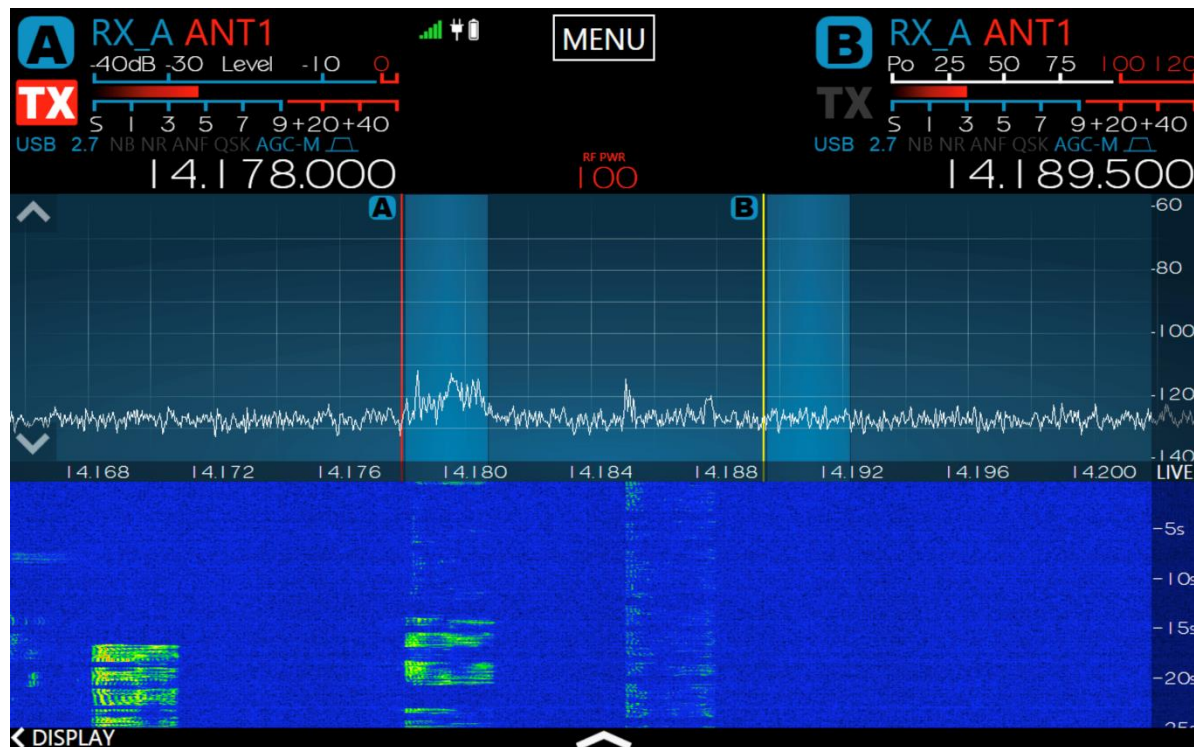 A RX_A ANT1 MENU B RX_A ANT1
-40dB -30 Level -10 0 Po 25 50 75 100 120
TX TX
S 1 3 5 7 9+20+40 S 1 3 5 7 9+20+40
USB 2.7 NB NR ANF QSK AGC-M USB 2.7 NB NR ANF QSK AGC-M
RF PWR
14.178.000 100 14.189.500
A B -60
-80
-100
-120
-140
14.168 14.172 14.176 14.180 14.184 14.188 14.192 14.196 14.200 LIVE
-5s
-10s
-15s
-20s
-25s
DISPLAY